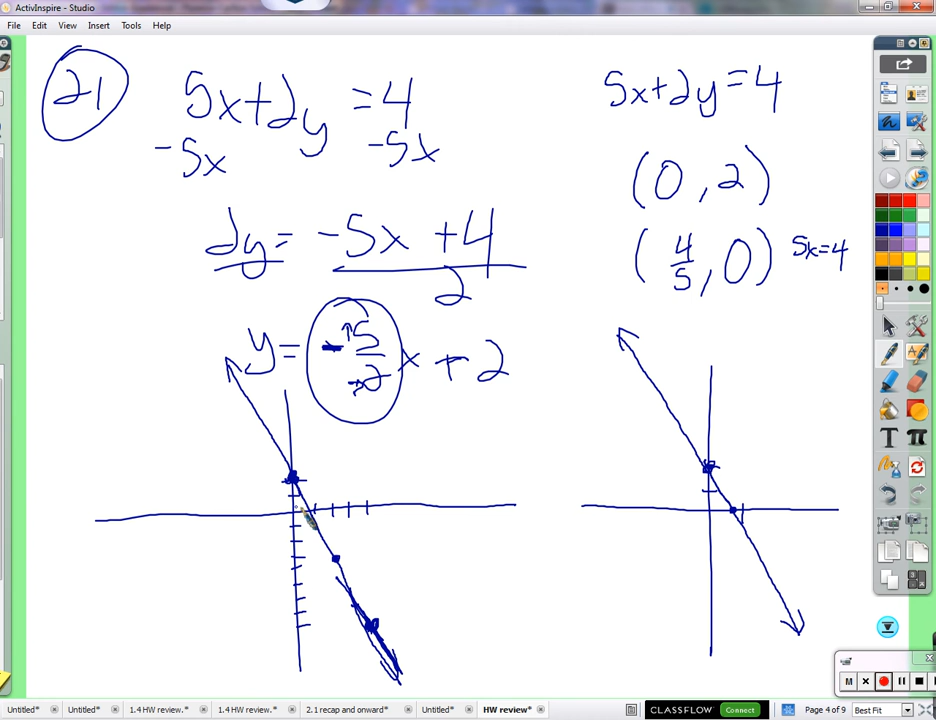 ActivInspire - Studio
File Edit View Insert Tools Help
21
5x+2y = 4
-5x -5x
2y = -5x + 4
2
y = -5/2 x + 2
5x+2y=4
(0, 2)
(4/5, 0) 5x=4
Untitled* Untitled* 1.4 HW review.* 1.4 HW review.* 2.1 recap and onward* Untitled* HW review*
CLASSFLOW Connect
Page 4 of 9
Best Fit
M
T